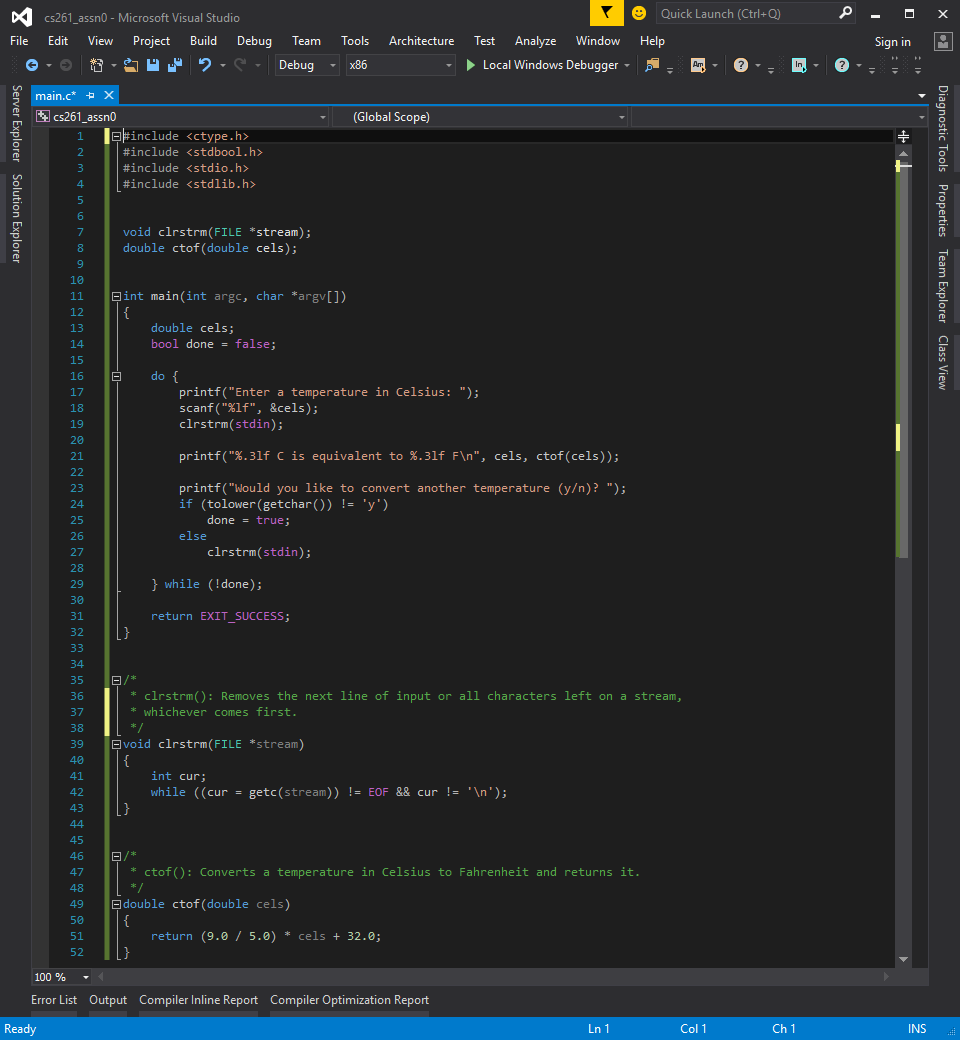 cs261_assn0 - Microsoft Visual Studio
Quick Launch (Ctrl+Q)
File Edit View Project Build Debug Team Tools Architecture Test Analyze Window Help Sign in
Debug x86 Local Windows Debugger
Server Explorer
Solution Explorer
main.c*
cs261_assn0 (Global Scope)
1 #include <ctype.h>
2 #include <stdbool.h>
3 #include <stdio.h>
4 #include <stdlib.h>
5
6
7 void clrstrm(FILE *stream);
8 double ctof(double cels);
9
10
11 int main(int argc, char *argv[])
12 {
13     double cels;
14     bool done = false;
15
16     do {
17         printf("Enter a temperature in Celsius: ");
18         scanf("%lf", &cels);
19         clrstrm(stdin);
20
21         printf("%.3lf C is equivalent to %.3lf F\n", cels, ctof(cels));
22
23         printf("Would you like to convert another temperature (y/n)? ");
24         if (tolower(getchar()) != 'y')
25             done = true;
26         else
27             clrstrm(stdin);
28
29     } while (!done);
30
31     return EXIT_SUCCESS;
32 }
33
34
35 /*
36  * clrstrm(): Removes the next line of input or all characters left on a stream,
37  * whichever comes first.
38  */
39 void clrstrm(FILE *stream)
40 {
41     int cur;
42     while ((cur = getc(stream)) != EOF && cur != '\n');
43 }
44
45
46 /*
47  * ctof(): Converts a temperature in Celsius to Fahrenheit and returns it.
48  */
49 double ctof(double cels)
50 {
51     return (9.0 / 5.0) * cels + 32.0;
52 }
Diagnostic Tools
Properties
Team Explorer
Class View
100 %
Error List Output Compiler Inline Report Compiler Optimization Report
Ready Ln 1 Col 1 Ch 1 INS